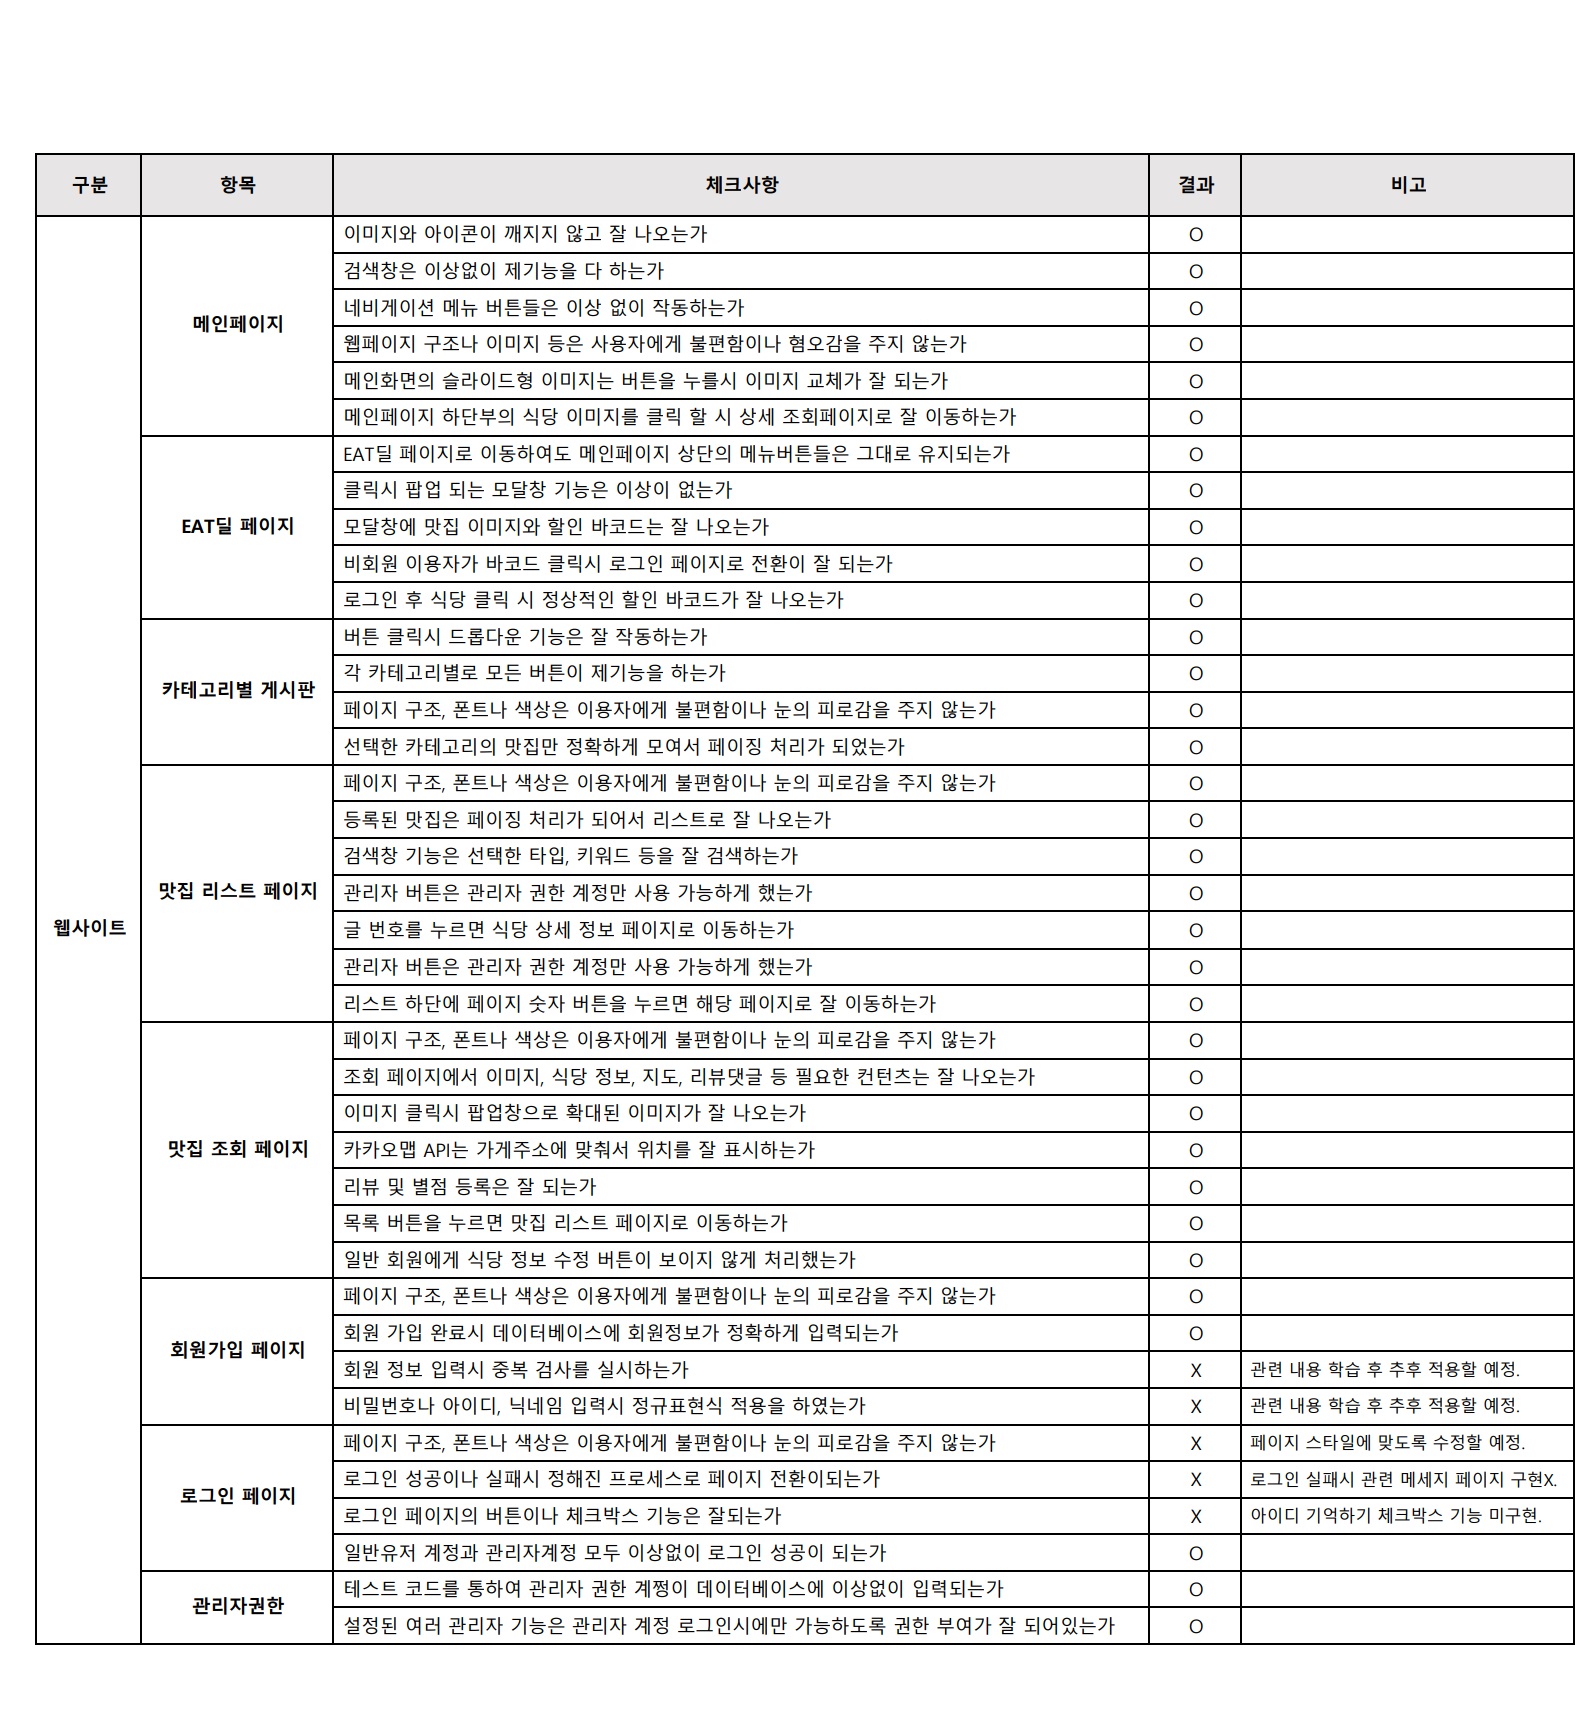 구분 항목 체크사항 결과 비고
이미지와 아이콘이 깨지지 않고 잘 나오는가 O
검색창은 이상없이 제기능을 다 하는가 O
네비게이션 메뉴 버튼들은 이상 없이 작동하는가 O
메인페이지
웹페이지 구조나 이미지 등은 사용자에게 불편함이나 혐오감을 주지 않는가 O
메인화면의 슬라이드형 이미지는 버튼을 누를시 이미지 교체가 잘 되는가 O
메인페이지 하단부의 식당 이미지를 클릭 할 시 상세 조회페이지로 잘 이동하는가 O
EAT딜 페이지로 이동하여도 메인페이지 상단의 메뉴버튼들은 그대로 유지되는가 O
클릭시 팝업 되는 모달창 기능은 이상이 없는가 O
EAT딜 페이지 모달창에 맛집 이미지와 할인 바코드는 잘 나오는가 O
비회원 이용자가 바코드 클릭시 로그인 페이지로 전환이 잘 되는가 O
로그인 후 식당 클릭 시 정상적인 할인 바코드가 잘 나오는가 O
버튼 클릭시 드롭다운 기능은 잘 작동하는가 O
각 카테고리별로 모든 버튼이 제기능을 하는가 O
카테고리별 게시판
페이지 구조, 폰트나 색상은 이용자에게 불편함이나 눈의 피로감을 주지 않는가 O
선택한 카테고리의 맛집만 정확하게 모여서 페이징 처리가 되었는가 O
페이지 구조, 폰트나 색상은 이용자에게 불편함이나 눈의 피로감을 주지 않는가 O
등록된 맛집은 페이징 처리가 되어서 리스트로 잘 나오는가 O
검색창 기능은 선택한 타입, 키워드 등을 잘 검색하는가 O
맛집 리스트 페이지 관리자 버튼은 관리자 권한 계정만 사용 가능하게 했는가 O
웹사이트 글 번호를 누르면 식당 상세 정보 페이지로 이동하는가 O
관리자 버튼은 관리자 권한 계정만 사용 가능하게 했는가 O
리스트 하단에 페이지 숫자 버튼을 누르면 해당 페이지로 잘 이동하는가 O
페이지 구조, 폰트나 색상은 이용자에게 불편함이나 눈의 피로감을 주지 않는가 O
조회 페이지에서 이미지, 식당 정보, 지도, 리뷰댓글 등 필요한 컨턴츠는 잘 나오는가 O
이미지 클릭시 팝업창으로 확대된 이미지가 잘 나오는가 O
맛집 조회 페이지 카카오맵 API는 가게주소에 맞춰서 위치를 잘 표시하는가 O
리뷰 및 별점 등록은 잘 되는가 O
목록 버튼을 누르면 맛집 리스트 페이지로 이동하는가 O
일반 회원에게 식당 정보 수정 버튼이 보이지 않게 처리했는가 O
페이지 구조, 폰트나 색상은 이용자에게 불편함이나 눈의 피로감을 주지 않는가 O
회원 가입 완료시 데이터베이스에 회원정보가 정확하게 입력되는가 O
회원가입 페이지
회원 정보 입력시 중복 검사를 실시하는가 X 관련 내용 학습 후 추후 적용할 예정.
비밀번호나 아이디, 닉네임 입력시 정규표현식 적용을 하였는가 X 관련 내용 학습 후 추후 적용할 예정.
페이지 구조, 폰트나 색상은 이용자에게 불편함이나 눈의 피로감을 주지 않는가 X 페이지 스타일에 맞도록 수정할 예정.
로그인 성공이나 실패시 정해진 프로세스로 페이지 전환이되는가 X 로그인 실패시 관련 메세지 페이지 구현X.
로그인 페이지
로그인 페이지의 버튼이나 체크박스 기능은 잘되는가 X 아이디 기억하기 체크박스 기능 미구현.
일반유저 계정과 관리자계정 모두 이상없이 로그인 성공이 되는가 O
테스트 코드를 통하여 관리자 권한 계쩡이 데이터베이스에 이상없이 입력되는가 O
관리자권한
설정된 여러 관리자 기능은 관리자 계정 로그인시에만 가능하도록 권한 부여가 잘 되어있는가 O